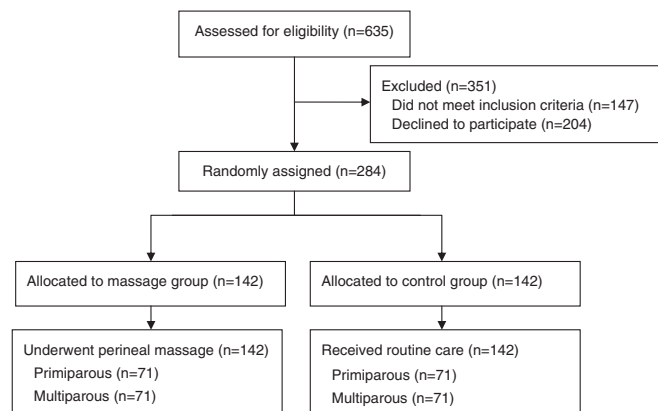 Assessed for eligibility (n=635)
Excluded (n=351)
Did not meet inclusion criteria (n=147)
Declined to participate (n=204)
Randomly assigned (n=284)
Allocated to massage group (n=142)
Allocated to control group (n=142)
Underwent perineal massage (n=142)
Primiparous (n=71)
Multiparous (n=71)
Received routine care (n=142)
Primiparous (n=71)
Multiparous (n=71)